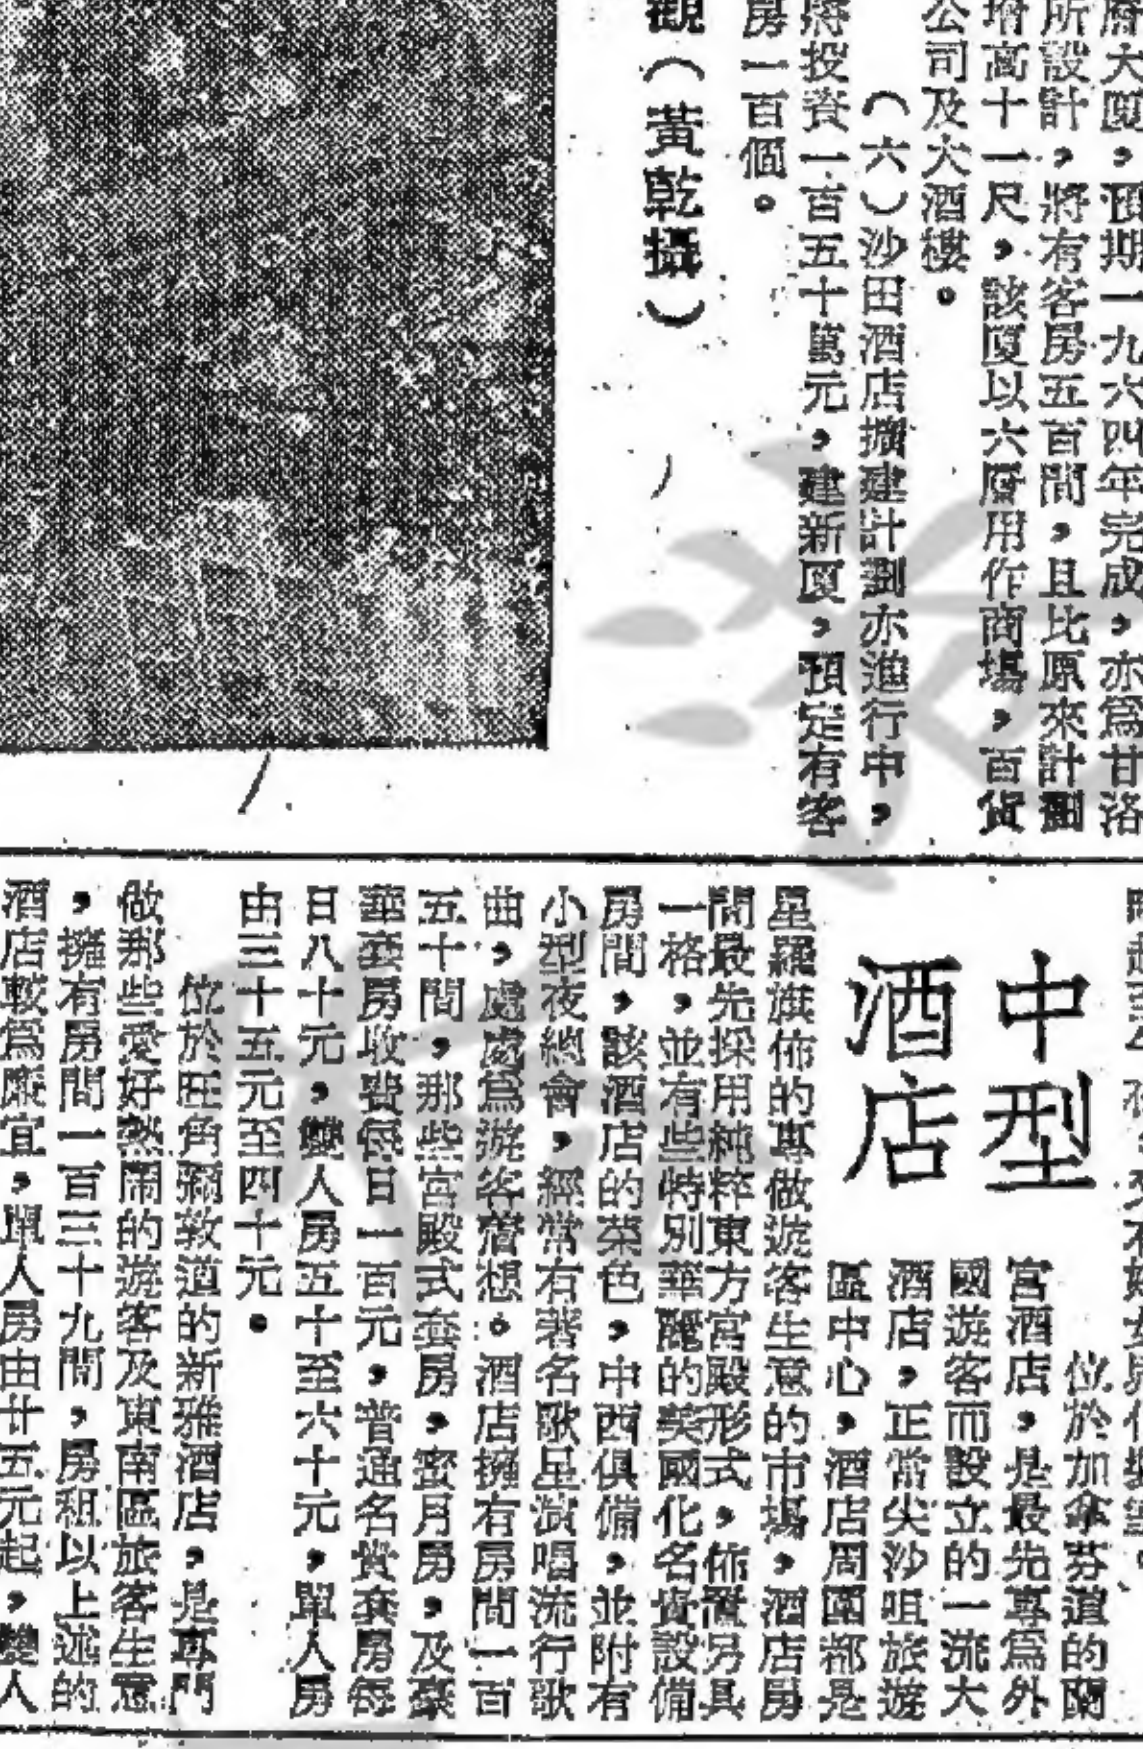 層大廈，預期一九六四年完成，亦為甘洛
所設計，將有客房五百間，且比原來計劃
增高十一尺，該廈以六層用作商場，百貨
公司及大酒樓。
（六）沙田酒店擴建計劃亦進行中，
將投資一百五十萬元，建新廈，預定有客
房一百個。
觀（黃乾攝）
中型
酒店
位於加拿芬道的蘭
宮酒店，是最先專為外
國遊客而設立的一流大
酒店，正當尖沙咀旅遊
區中心，酒店周圍都是
星羅旗佈的專做遊客生意的市場，酒店房
間最先採用純粹東方宮殿形式，佈置另具
一格，並有些特別華麗的美國化名貴設備
房間，該酒店的菜色，中西俱備，並附有
小型夜總會，經常有著名歌星演唱流行歌
曲，處處為遊客著想。酒店擁有房間一百
五十間，那些宮殿式套房，蜜月房，及豪
華套房收費每日一百元，普通名貴套房每
日八十元，雙人房五十至六十元，單人房
由三十五元至四十元。
位於旺角彌敦道的新雅酒店，是專門
做那些愛好熱鬧的遊客及東南區旅客生意
，擁有房間一百三十九間，房租以上述的
酒店較為廉宜，單人房由廿五元起，雙人